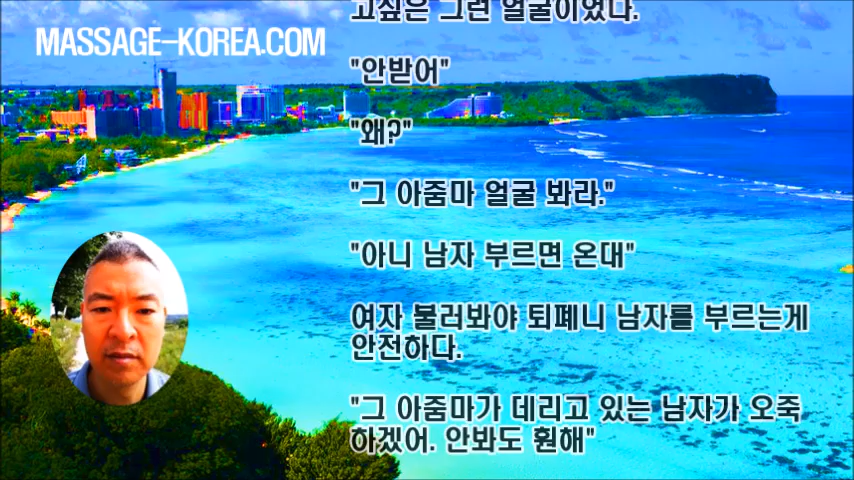 고싶은 그런 얼굴이었다.
MASSAGE-KOREA.COM
"안받어"
"왜?"
"그 아줌마 얼굴 봐라."
"아니 남자 부르면 온대"
여자 불러봐야 퇴폐니 남자를 부르는게
안전하다.
"그 아줌마가 데리고 있는 남자가 오죽
하겠어. 안봐도 훤해"